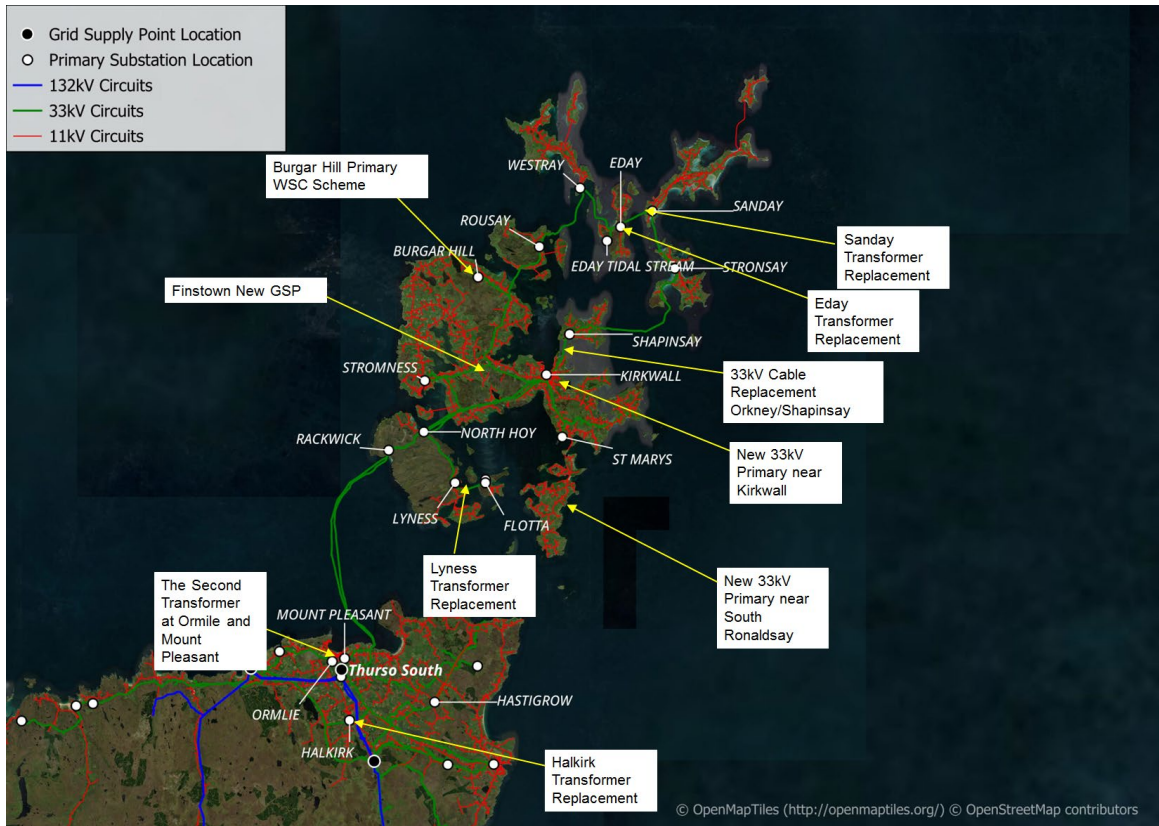 Grid Supply Point Location
Primary Substation Location
132kV Circuits
33kV Circuits
11kV Circuits
Burgar Hill Primary
WSC Scheme
WESTRAY
EDAY
SANDAY
ROUSAY
BURGAR HILL
EDAY TIDAL STREAM
STRONSAY
Sanday
Transformer
Replacement
Finstown New GSP
Eday
Transformer
Replacement
SHAPINSAY
STROMNESS
KIRKWALL
33kV Cable
Replacement
Orkney/Shapinsay
RACKWICK
NORTH HOY
ST MARYS
New 33kV
Primary near
Kirkwall
LYNESS
FLOTTA
Lyness
Transformer
Replacement
New 33kV
Primary near
South
Ronaldsay
The Second
Transformer
at Ormile and
Mount
Pleasant
MOUNT PLEASANT
Thurso South
ORMLIE
HASTIGROW
HALKIRK
Halkirk
Transformer
Replacement
© OpenMapTiles (http://openmaptiles.org/) © OpenStreetMap contributors